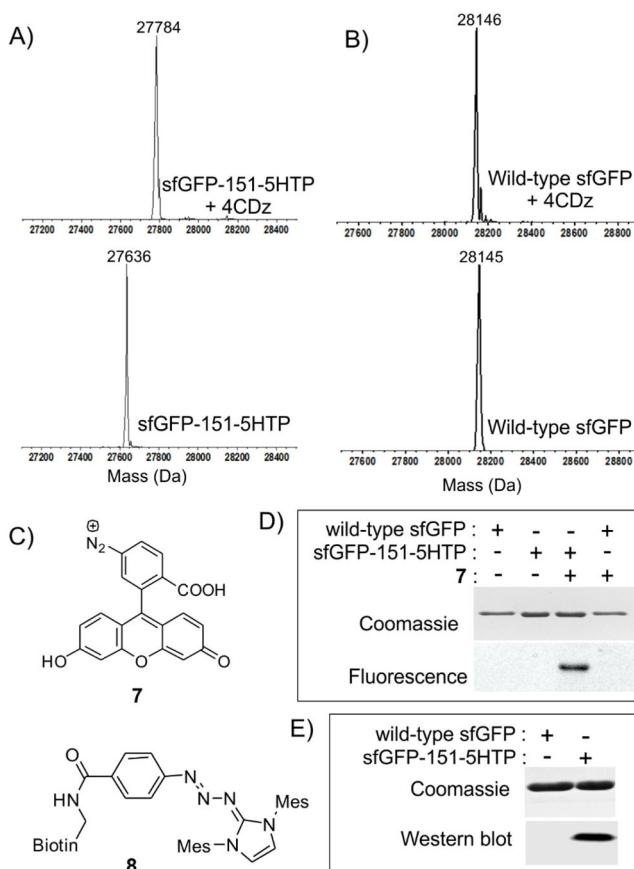 A)
27784
sfGFP-151-5HTP
+ 4CDz
27200 27400 27600 27800 28000 28200 28400
27636
sfGFP-151-5HTP
27200 27400 27600 27800 28000 28200 28400
Mass (Da)
B)
28146
Wild-type sfGFP
+ 4CDz
27600 27800 28000 28200 28400 28600 28800
28145
Wild-type sfGFP
27600 27800 28000 28200 28400 28600 28800
Mass (Da)
C)
+
N2
COOH
HO
O
O
7
O
HN
Biotin
N
N
N
Mes
N
Mes
N
8
D)
wild-type sfGFP : + - - +
sfGFP-151-5HTP : - + + -
7 : - - + +
Coomassie
Fluorescence
E)
wild-type sfGFP : + -
sfGFP-151-5HTP : - +
Coomassie
Western blot